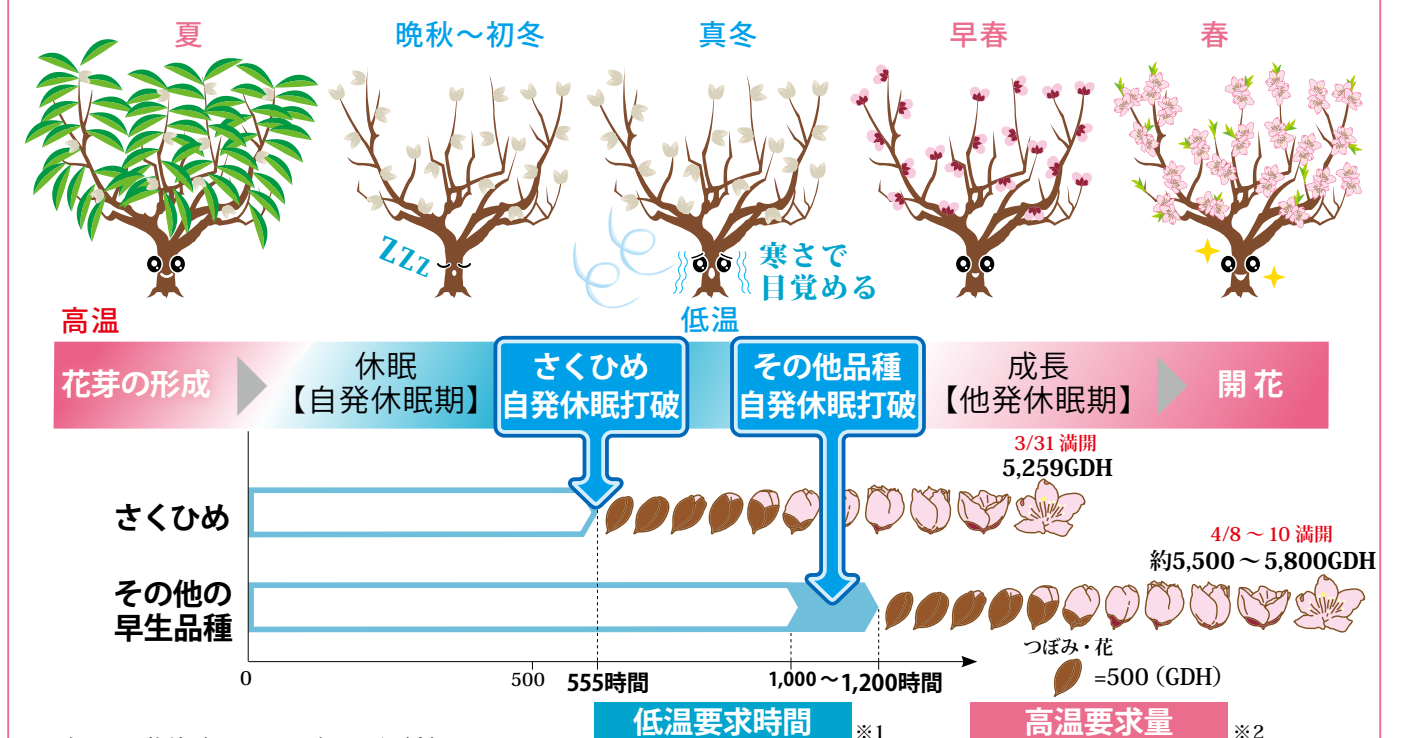 夏
晩秋～初冬
真冬
早春
春
ZZZ
寒さで
目覚める
高温
低温
花芽の形成
休眠
【自発休眠期】
さくひめ
自発休眠打破
その他品種
自発休眠打破
成長
【他発休眠期】
開花
3/31 満開
5,259GDH
さくひめ
4/8 ～ 10 満開
約5,500 ～ 5,800GDH
その他の
早生品種
つぼみ・花
=500（GDH）
0
500
555時間
1,000 ～ 1,200時間
低温要求時間 ※1
高温要求量 ※2